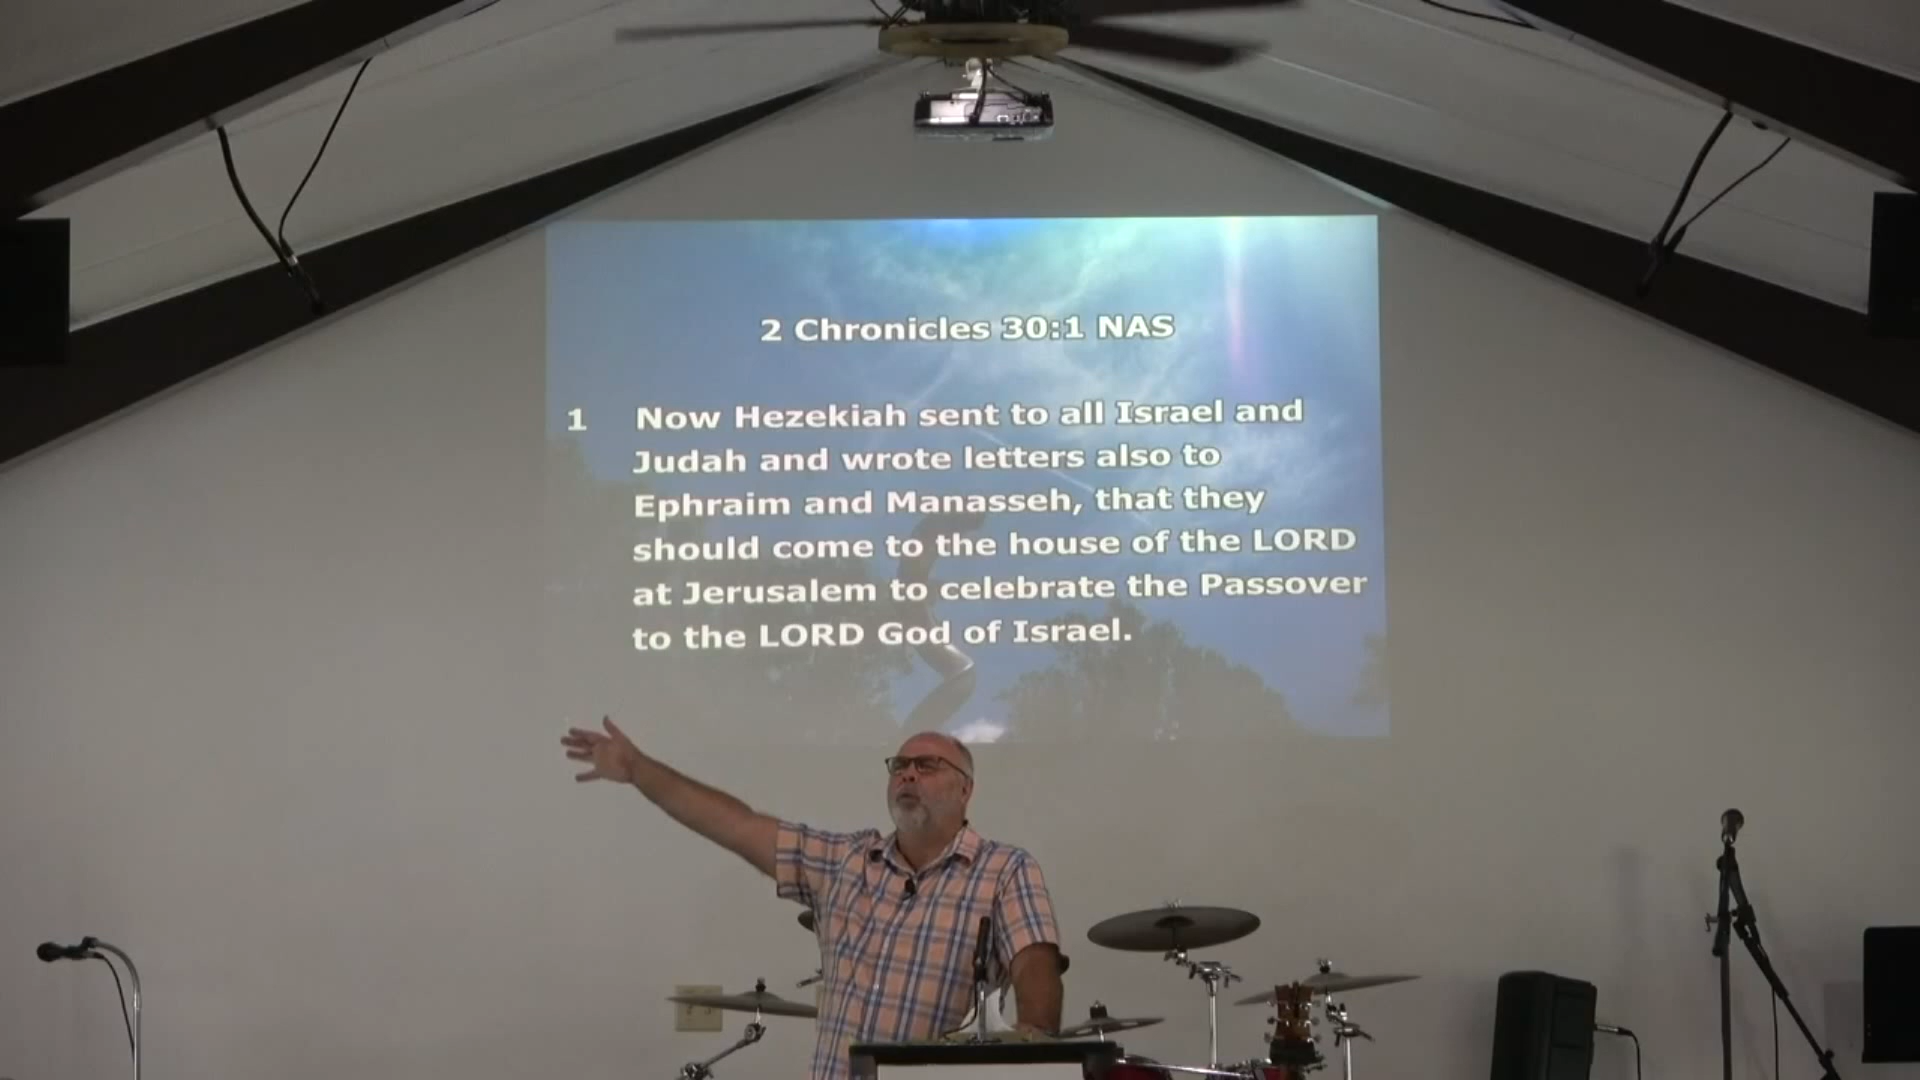 2 Chronicles 30:1 NAS
1 Now Hezekiah sent to all Israel and
Judah and wrote letters also to
Ephraim and Manasseh, that they
should come to the house of the LORD
at Jerusalem to celebrate the Passover
to the LORD God of Israel.